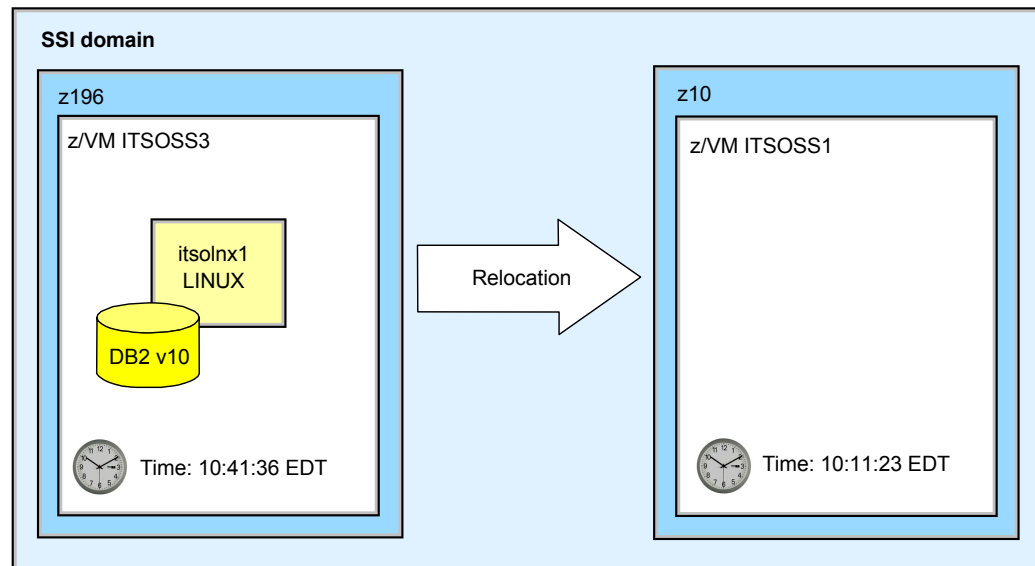 SSI domain
z196
z/VM ITSOSS3
itsolnx1
LINUX
DB2 v10
Time: 10:41:36 EDT
Relocation
z10
z/VM ITSOSS1
Time: 10:11:23 EDT